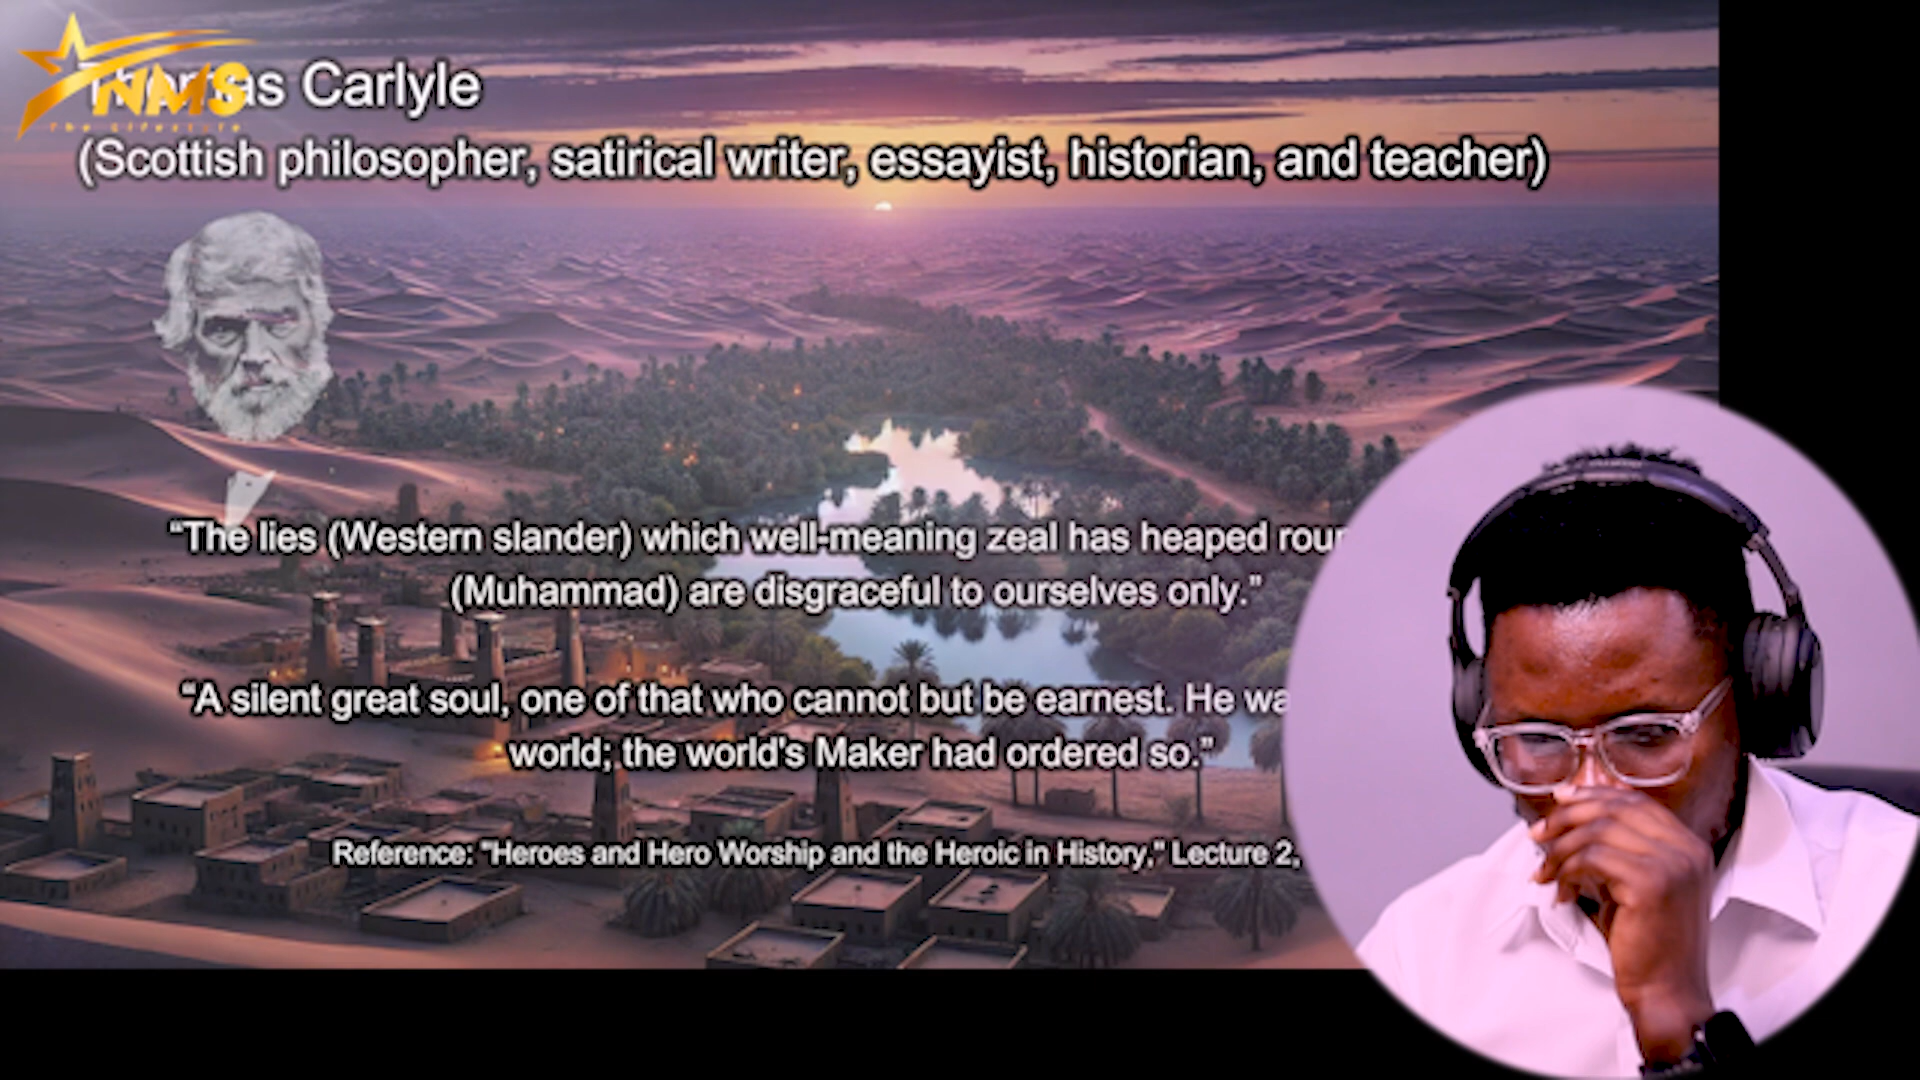 NMS
The Lifestyle
Thomas Carlyle
(Scottish philosopher, satirical writer, essayist, historian, and teacher)
“The lies (Western slander) which well-meaning zeal has heaped
(Muhammad) are disgraceful to ourselves only.”
“A silent great soul, one of that who cannot but be earnest. He
world; the world's Maker had ordered so.”
Reference: "Heroes and Hero Worship and the Heroic in History," Lecture 2,